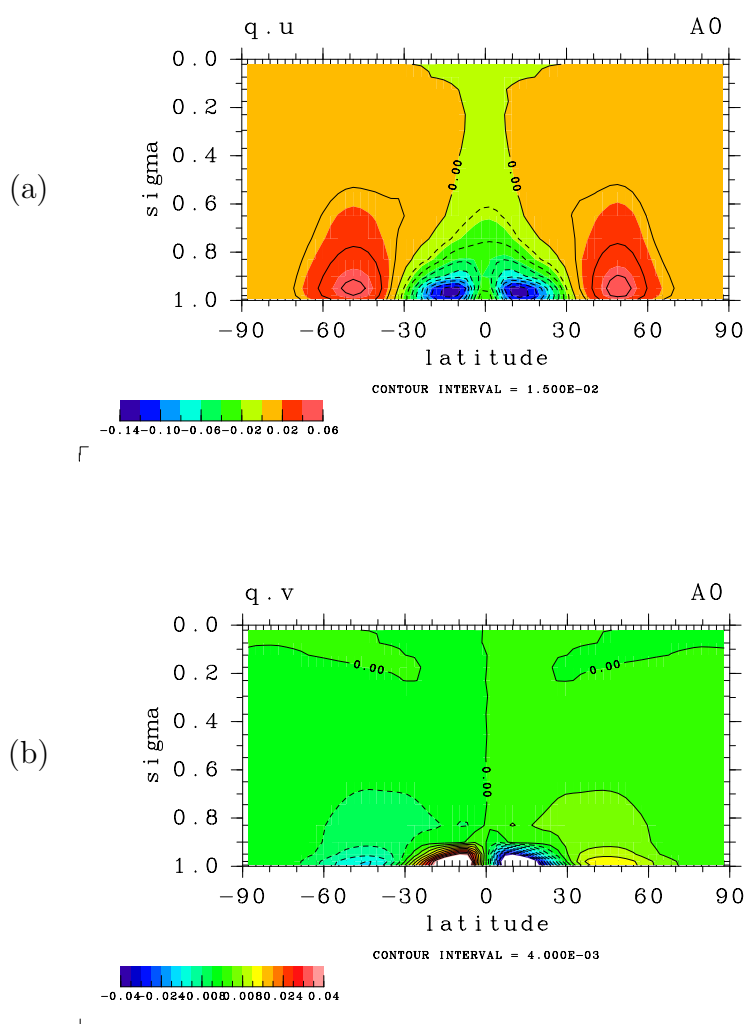 q.u A0
(a)
sigma
0.0
0.2
0.4
0.6
0.8
1.0
0.00 0.00
-90 -60 -30 0 30 60 90
latitude
CONTOUR INTERVAL = 1.500E-02
-0.14-0.10-0.06-0.02 0.02 0.06
q.v A0
(b)
sigma
0.0
0.2
0.4
0.6
0.8
1.0
0.00 0.00
0.00
-90 -60 -30 0 30 60 90
latitude
CONTOUR INTERVAL = 4.000E-03
-0.04-0.024-0.0080.0080.024 0.04